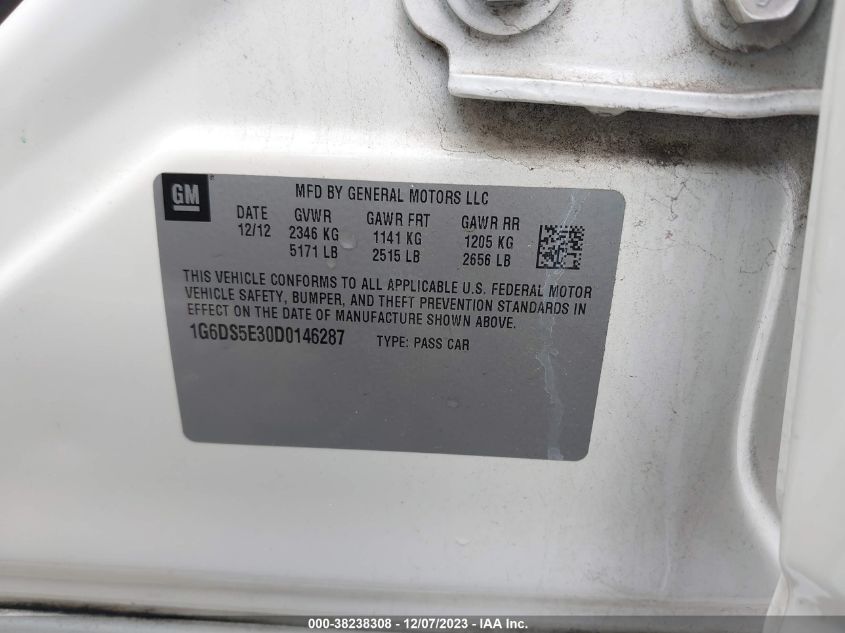 GM
MFD BY GENERAL MOTORS LLC
DATE GVWR GAWR FRT GAWR RR
12/12 2346 KG 1141 KG 1205 KG
5171 LB 2515 LB 2656 LB
THIS VEHICLE CONFORMS TO ALL APPLICABLE U.S. FEDERAL MOTOR
VEHICLE SAFETY, BUMPER, AND THEFT PREVENTION STANDARDS IN
EFFECT ON THE DATE OF MANUFACTURE SHOWN ABOVE.
1G6DS5E30D0146287 TYPE: PASS CAR
000-38238308 - 12/07/2023 - IAA Inc.